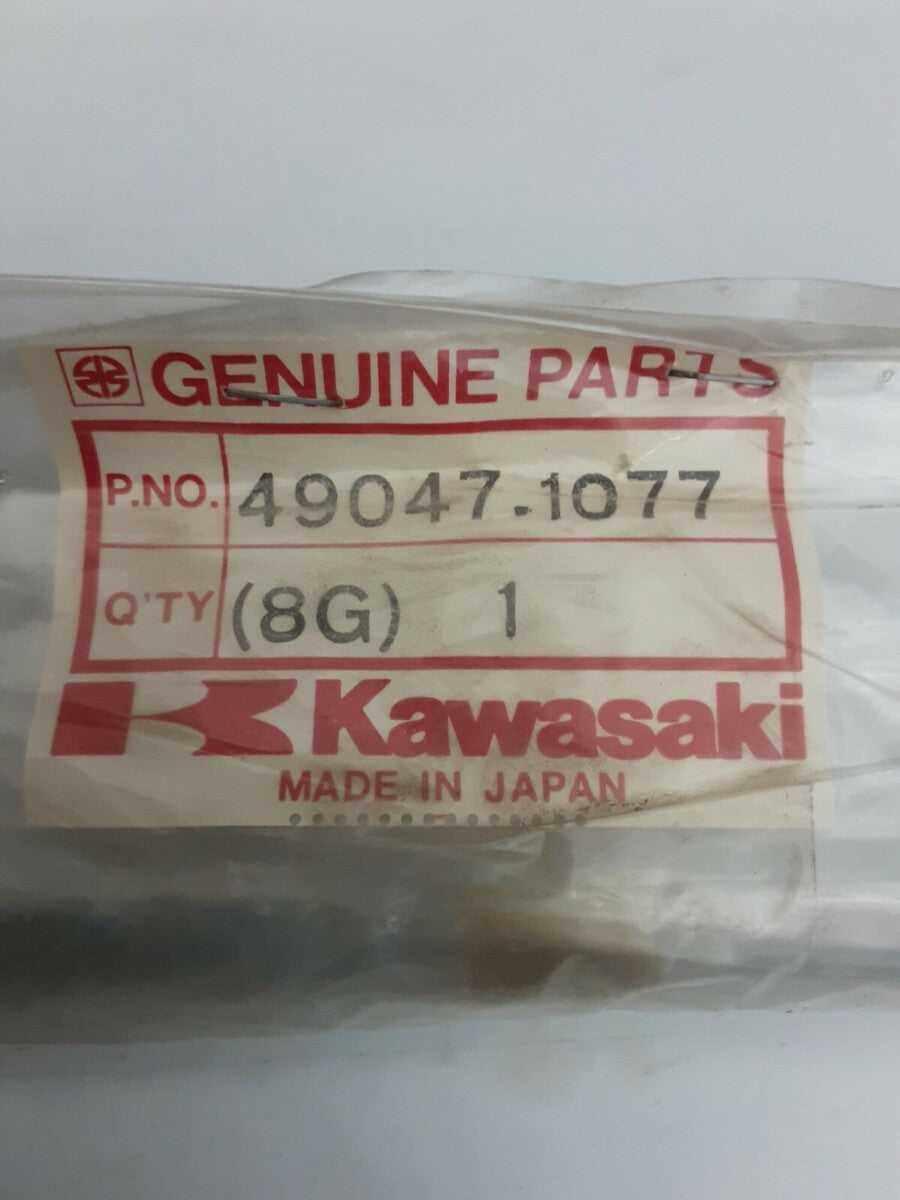 GENUINE PARTS
P.NO. 49047-1077
Q'TY (8G) 1
Kawasaki
MADE IN JAPAN